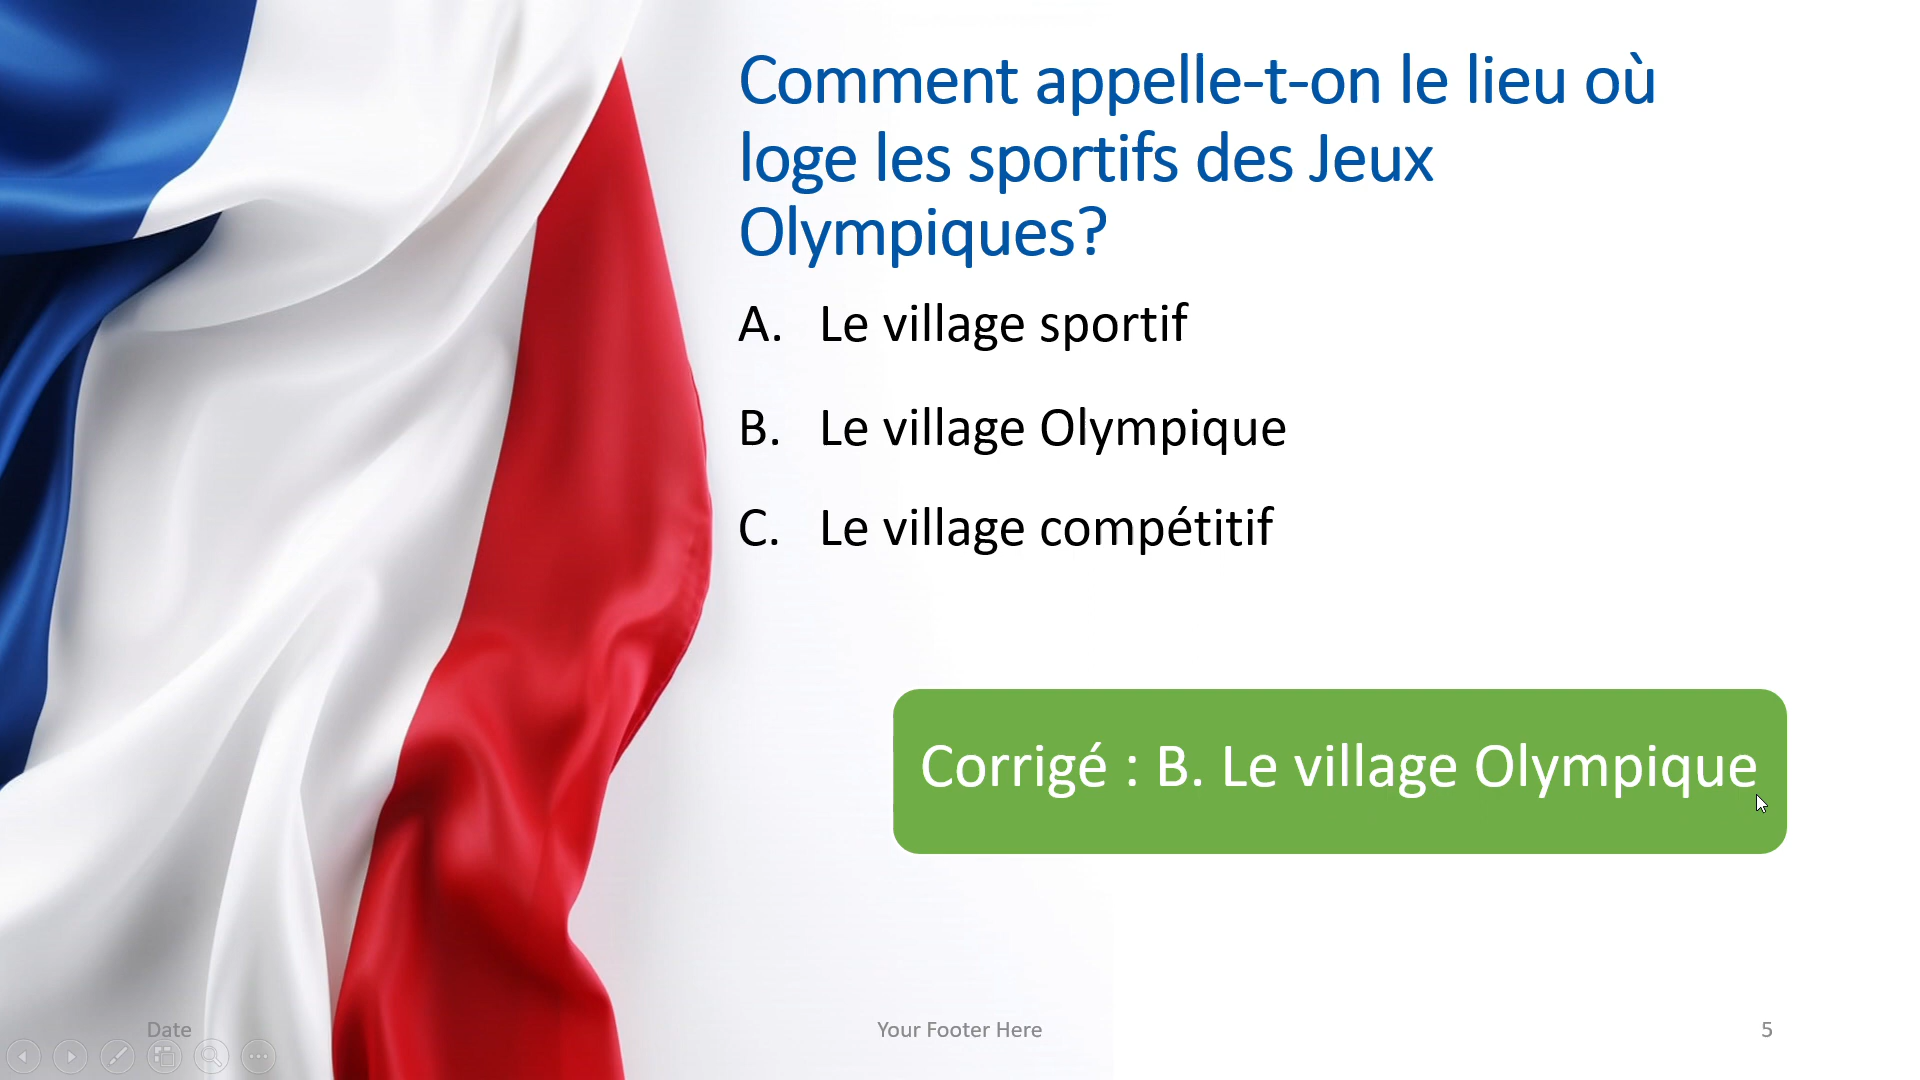 Comment appelle-t-on le lieu où
loge les sportifs des Jeux
Olympiques?
A. Le village sportif
B. Le village Olympique
C. Le village compétitif
Corrigé : B. Le village Olympique
Date
Your Footer Here
5